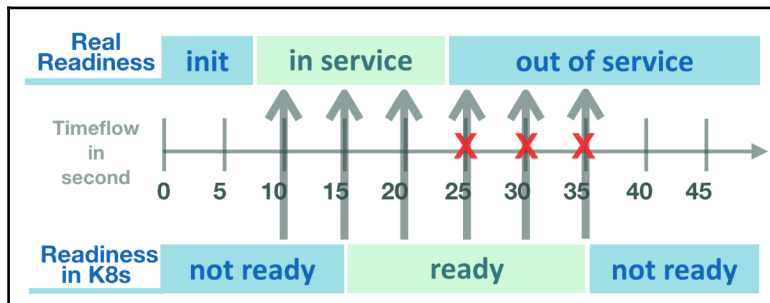 Real
Readiness
init
in service
out of service
Timeflow
in
second
X X X
0 5 10 15 20 25 30 35 40 45
Readiness
in K8s
not ready
ready
not ready